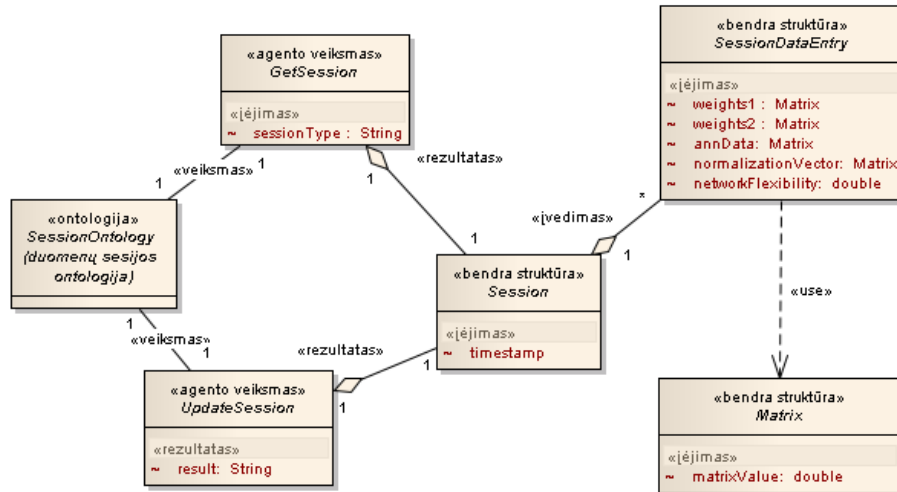 «agento veiksmas»
GetSession
«įėjimas»
~ sessionType : String
«bendra struktūra»
SessionDataEntry
«įėjimas»
~ weights1 : Matrix
~ weights2 : Matrix
~ annData: Matrix
~ normalizationVector: Matrix
~ networkFlexibility: double
1
«veiksmas»
1
1
«rezultatas»
1
«ontologija»
SessionOntology
(duomenų sesijos
ontologija)
*
«įvedimas»
1
«bendra struktūra»
Session
«įėjimas»
~ timestamp
«use»
1
«veiksmas»
1
«rezultatas»
1
1
«agento veiksmas»
UpdateSession
«rezultatas»
~ result: String
«bendra struktūra»
Matrix
«įėjimas»
~ matrixValue: double